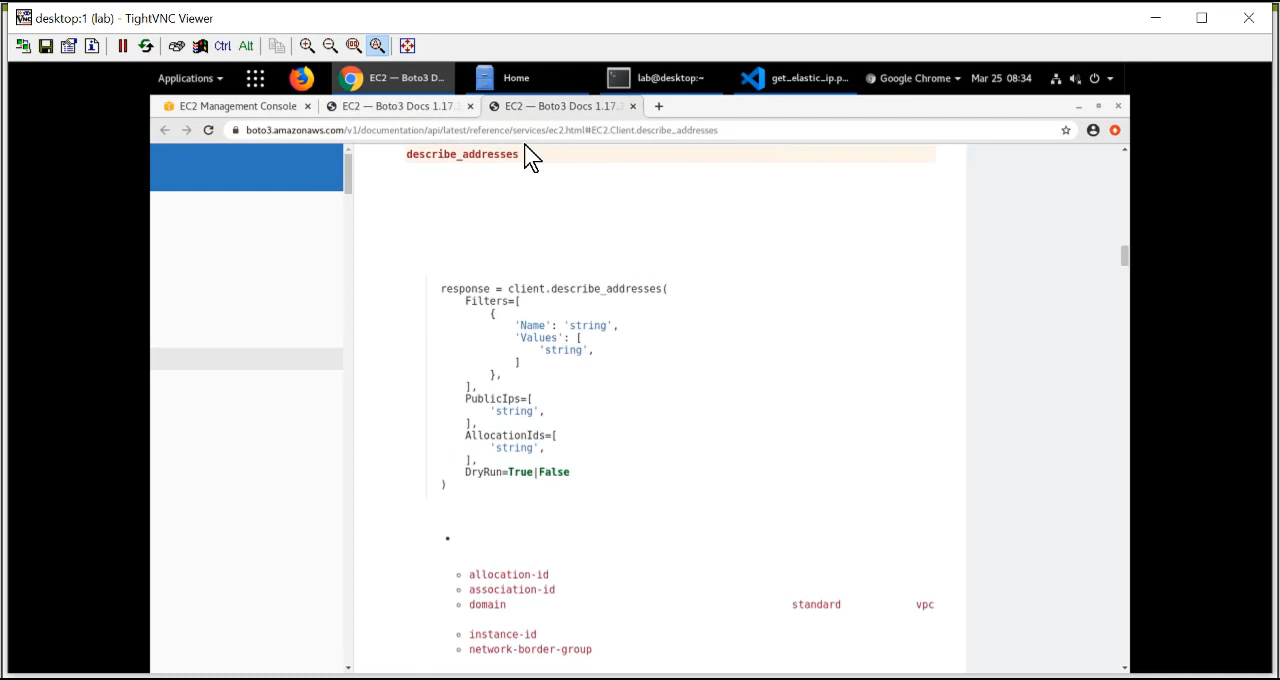 desktop:1 (lab) - TightVNC Viewer
Ctrl Alt
Applications Home lab@desktop:~ get_elastic_ip.p... Google Chrome Mar 25 08:34
EC2 — Boto3 D...
EC2 Management Console EC2 — Boto3 Docs 1.17. EC2 — Boto3 Docs 1.17.
boto3.amazonaws.com/v1/documentation/api/latest/reference/services/ec2.html#EC2.Client.describe_addresses
describe_addresses
response = client.describe_addresses(
Filters=[
{
'Name': 'string',
'Values': [
'string',
]
},
],
PublicIps=[
'string',
],
AllocationIds=[
'string',
],
DryRun=True|False
)
allocation-id
association-id
domain standard vpc
instance-id
network-border-group